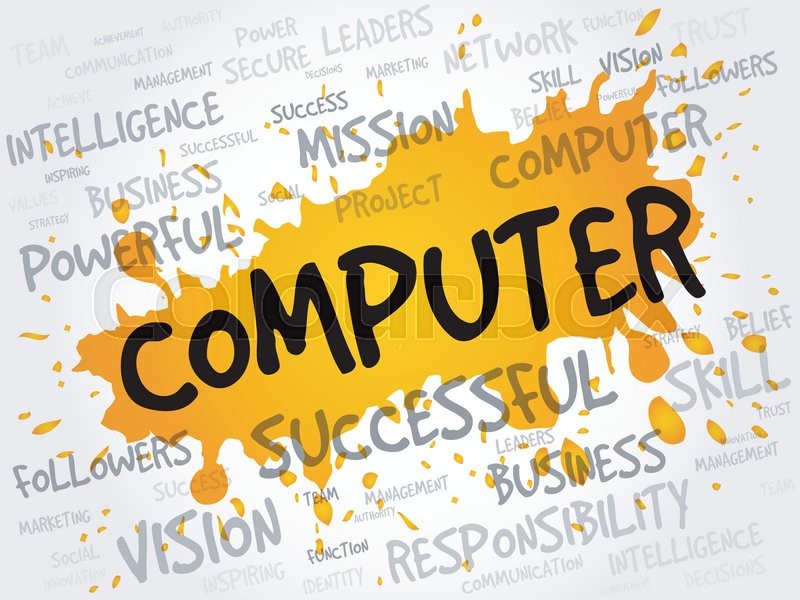 TEAM
ACHIEVEMENT
AUTHORITY
COMMUNICATION
POWER
SECURE
LEADERS
DECISIONS
MARKETING
NETWORK
FUNCTION
TRUST
ACHIEVE
MANAGEMENT
SKILL
VISION
FOLLOWERS
INTELLIGENCE
SUCCESS
MISSION
POWERFUL
BELIEF
COMPUTER
SUCCESSFUL
INSPIRING
VALUES
BUSINESS
SOCIAL
PROJECT
STRATEGY
POWERFUL
COMPUTER
colourbox
STRATEGY
BELIEF
SUCCESSFUL
SKILL
TRUST
FOLLOWERS
LEADERS
BUSINESS
INNOVATION
MANAGEMENT
SUCCESS
TEAM
MANAGEMENT
TEAM
MARKETING
VISION
AUTHORITY
RESPONSIBILITY
SOCIAL
FUNCTION
INTELLIGENCE
INNOVATION
INSPIRING
IDENTITY
COMMUNICATION
ACHIEVEMENT
DECISIONS